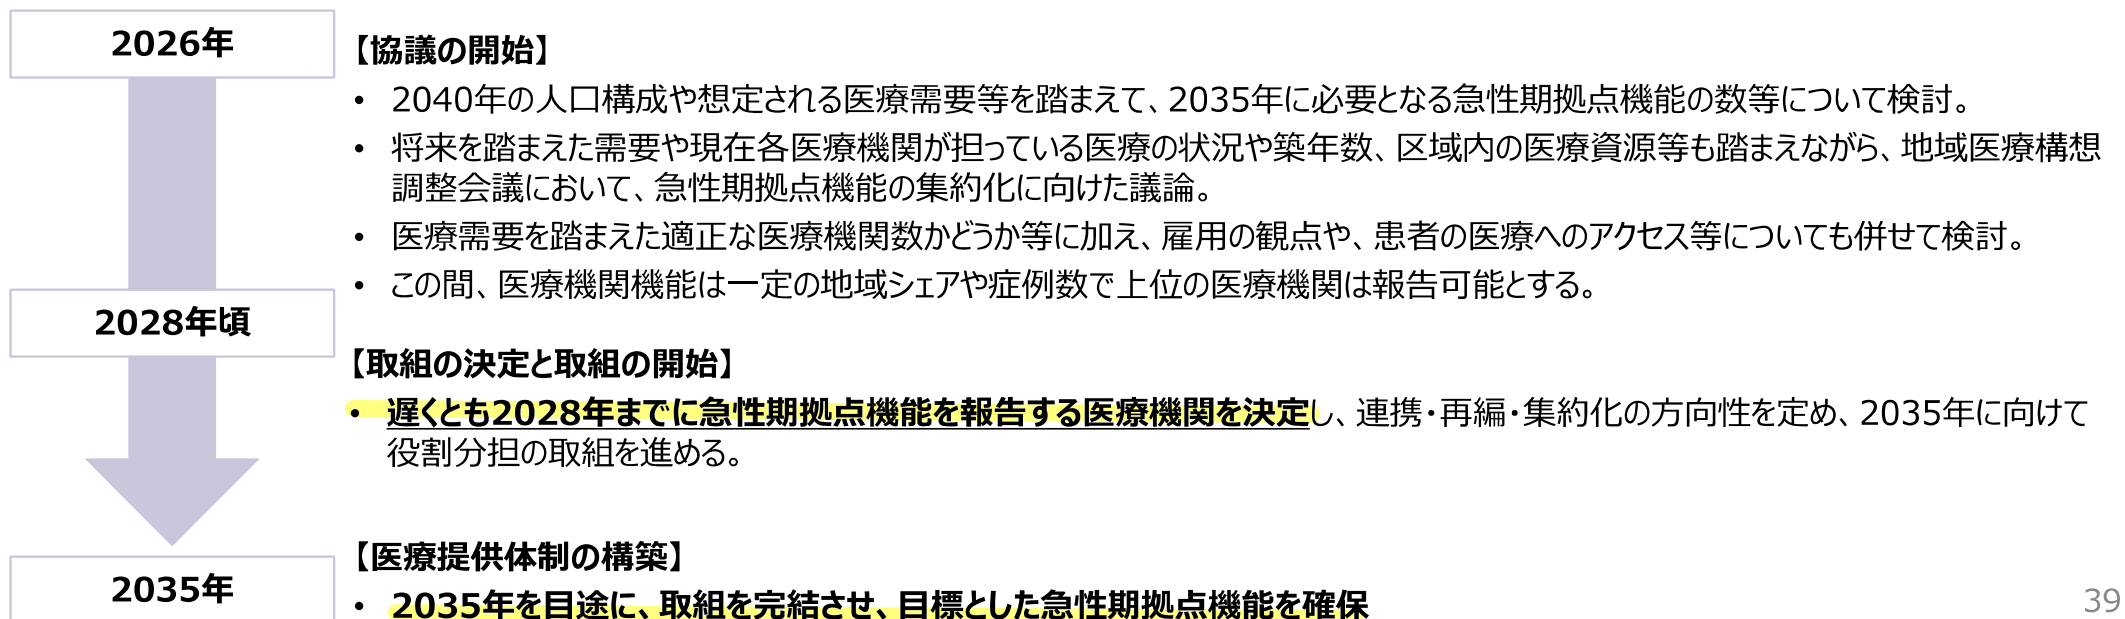 2026年
【協議の開始】
• 2040年の人口構成や想定される医療需要等を踏まえて、2035年に必要となる急性期拠点機能の数等について検討。
• 将来を踏まえた需要や現在各医療機関が担っている医療の状況や築年数、区域内の医療資源等も踏まえながら、地域医療構想
調整会議において、急性期拠点機能の集約化に向けた議論。
• 医療需要を踏まえた適正な医療機関数かどうか等に加え、雇用の観点や、患者の医療へのアクセス等についても併せて検討。
• この間、医療機関機能は一定の地域シェアや症例数で上位の医療機関は報告可能とする。
2028年頃
【取組の決定と取組の開始】
• 遅くとも2028年までに急性期拠点機能を報告する医療機関を決定し、連携・再編・集約化の方向性を定め、2035年に向けて
役割分担の取組を進める。
【医療提供体制の構築】
2035年
• 2035年を目途に、取組を完結させ、目標とした急性期拠点機能を確保
39